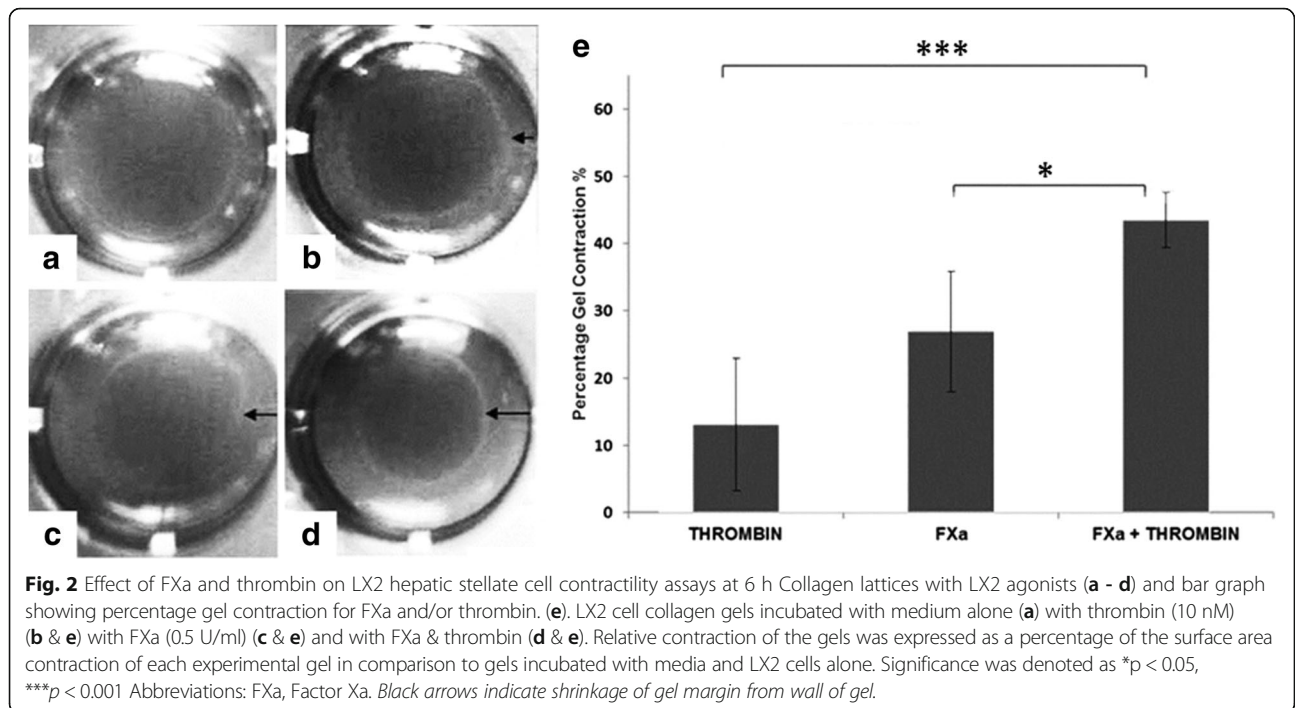 a
b
c
d
e
***
*
Percentage Gel Contraction %
60
50
40
30
20
10
0
THROMBIN
FXa
FXa + THROMBIN
Fig. 2 Effect of FXa and thrombin on LX2 hepatic stellate cell contractility assays at 6 h Collagen lattices with LX2 agonists (a - d) and bar graph
showing percentage gel contraction for FXa and/or thrombin. (e). LX2 cell collagen gels incubated with medium alone (a) with thrombin (10 nM)
(b & e) with FXa (0.5 U/ml) (c & e) and with FXa & thrombin (d & e). Relative contraction of the gels was expressed as a percentage of the surface area
contraction of each experimental gel in comparison to gels incubated with media and LX2 cells alone. Significance was denoted as *p < 0.05,
***p < 0.001 Abbreviations: FXa, Factor Xa. Black arrows indicate shrinkage of gel margin from wall of gel.